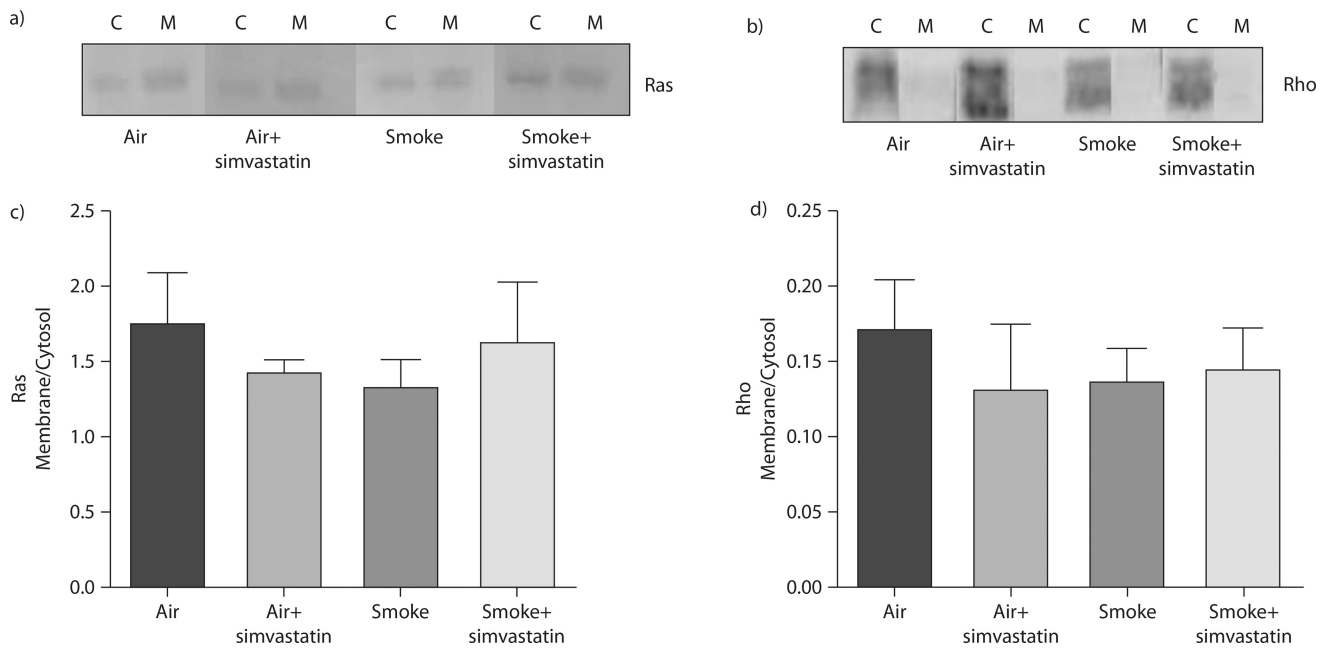 a)
C M C M C M C M
Ras
Air Air+ simvastatin Smoke Smoke+ simvastatin
b)
C M C M C M C M
Rho
Air Air+ simvastatin Smoke Smoke+ simvastatin
c)
Ras
Membrane/Cytosol
2.5
2.0
1.5
1.0
0.5
0.0
Air Air+ simvastatin Smoke Smoke+ simvastatin
d)
Rho
Membrane/Cytosol
0.25
0.20
0.15
0.10
0.05
0.00
Air Air+ simvastatin Smoke Smoke+ simvastatin